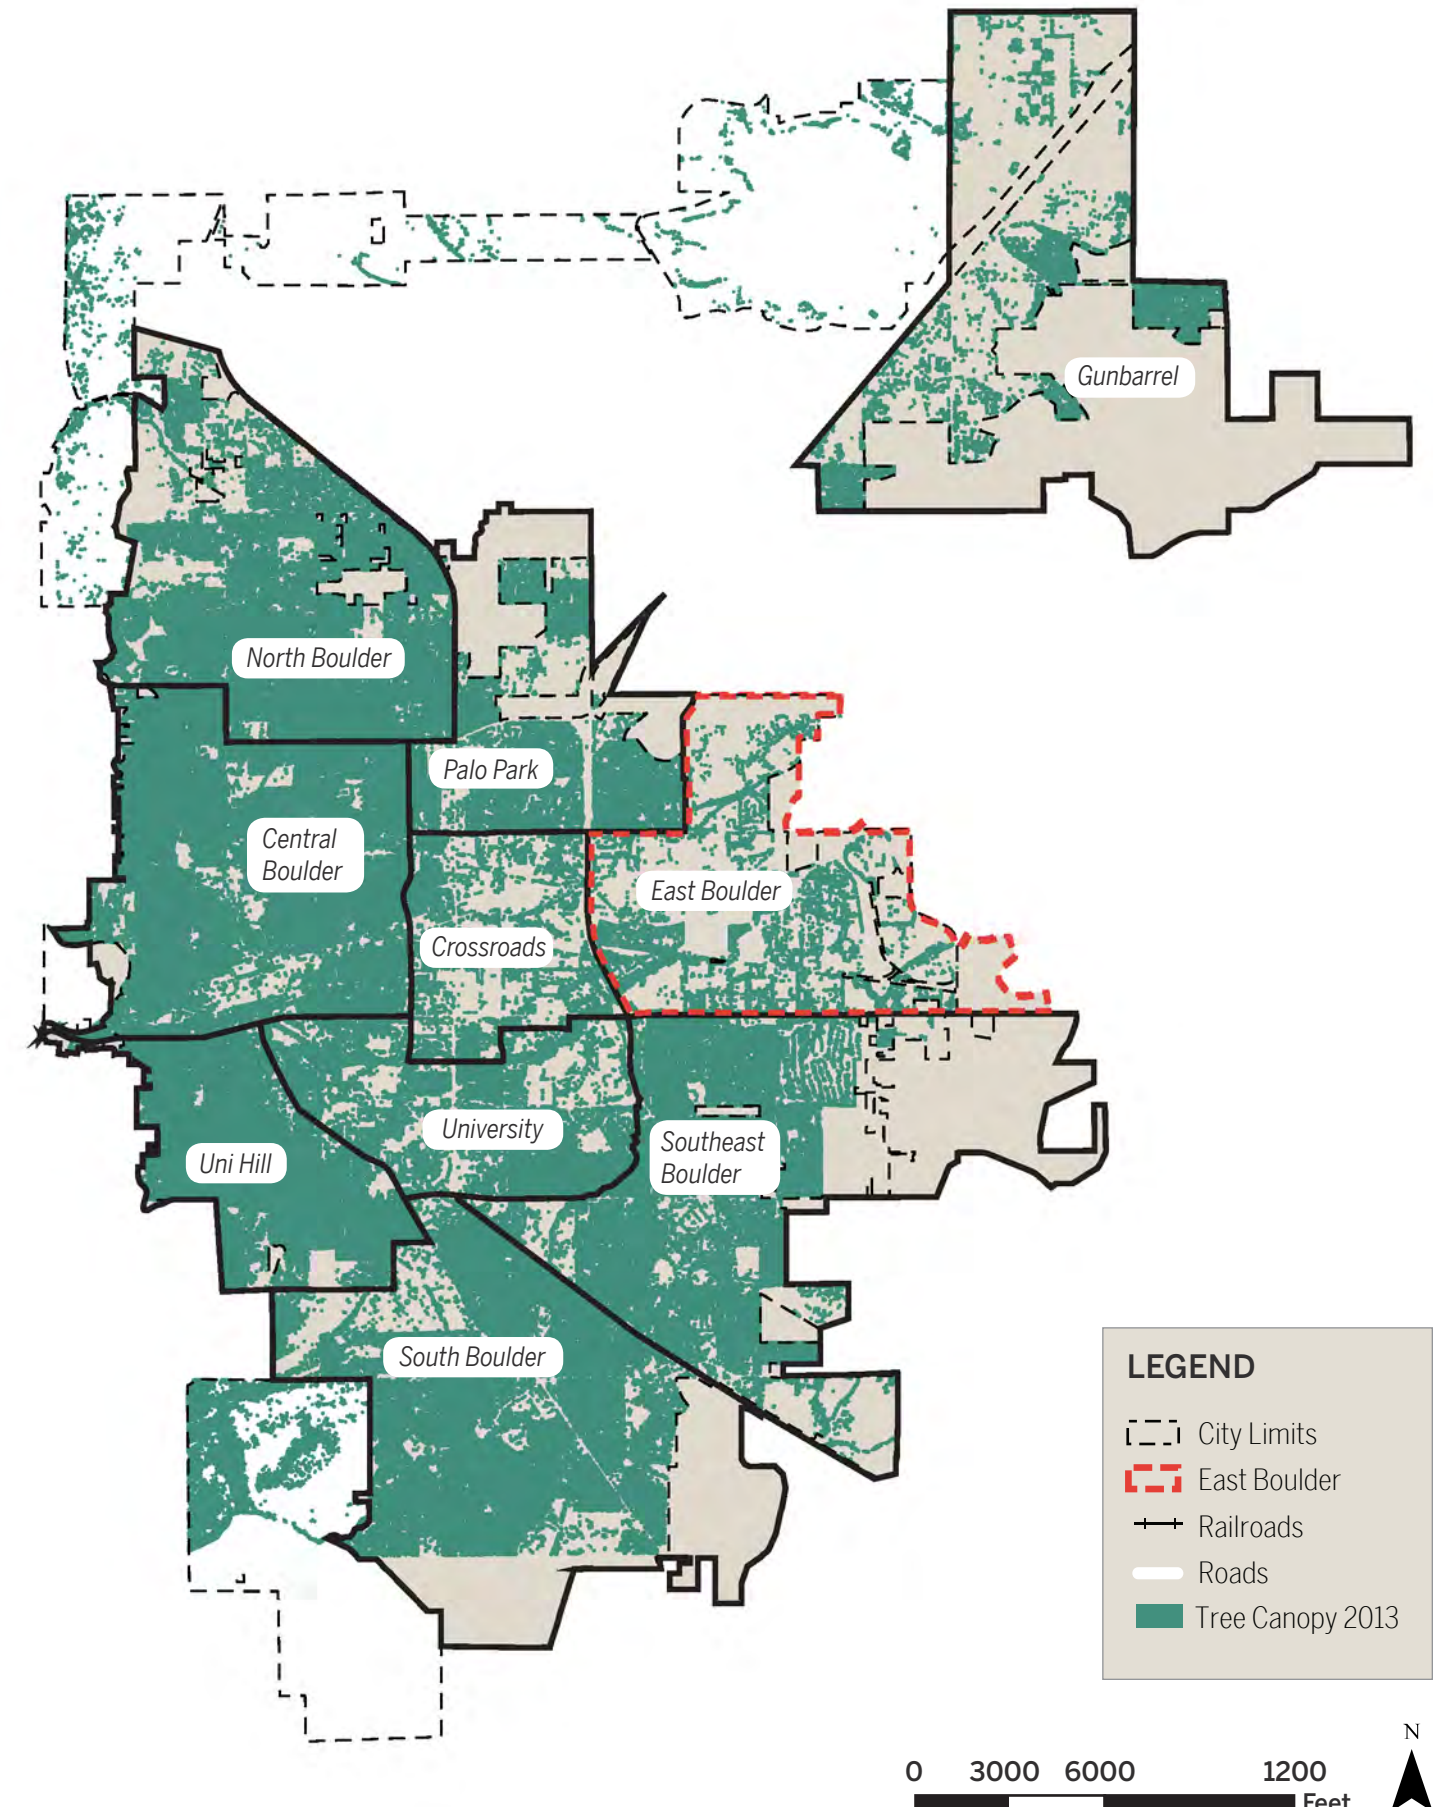 Gunbarrel
North Boulder
Palo Park
Central
Boulder
East Boulder
Crossroads
University
Southeast
Boulder
Uni Hill
South Boulder
LEGEND
City Limits
East Boulder
Railroads
Roads
Tree Canopy 2013
N
0 3000 6000 1200
Feet